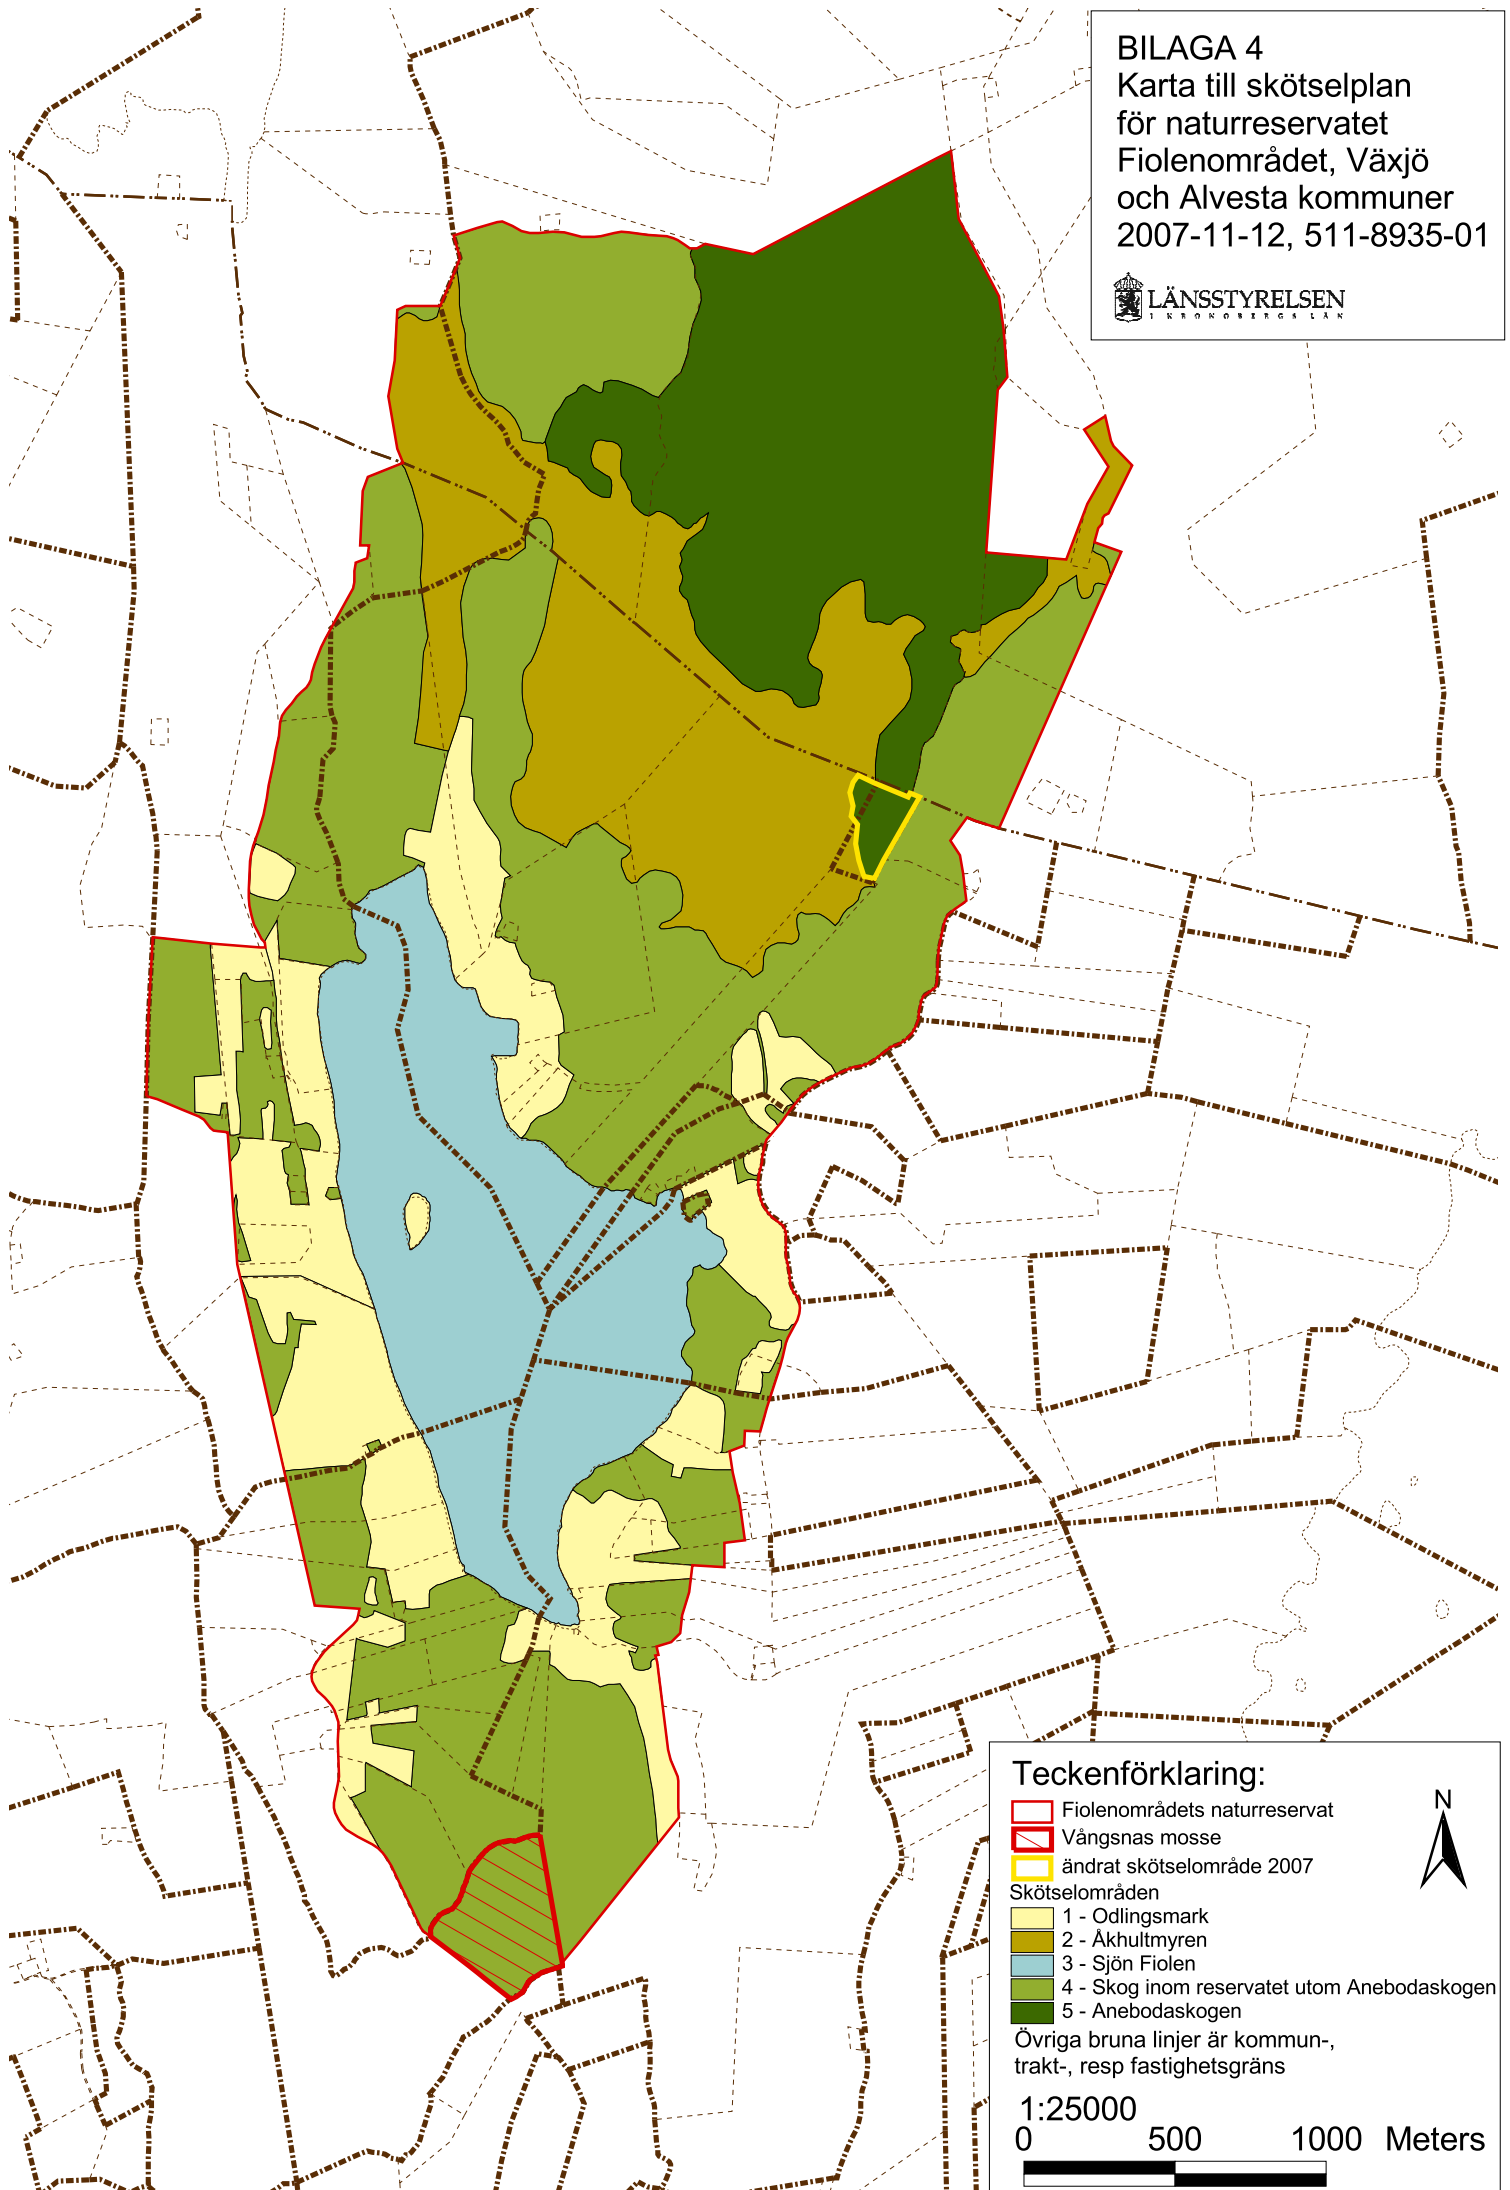 BILAGA 4
Karta till skötselplan
för naturreservatet
Fiolenområdet, Växjö
och Alvesta kommuner
2007-11-12, 511-8935-01
LÄNSSTYRELSEN
I KRONOBERGS LÄN
Teckenförklaring:
Fiolenområdets naturreservat
Vångsnas mosse
ändrat skötselområde 2007
Skötselområden
1 - Odlingsmark
2 - Åkhultmyren
3 - Sjön Fiolen
4 - Skog inom reservatet utom Anebodaskogen
5 - Anebodaskogen
Övriga bruna linjer är kommun-,
trakt-, resp fastighetsgräns
N
1:25000
0 500 1000 Meters